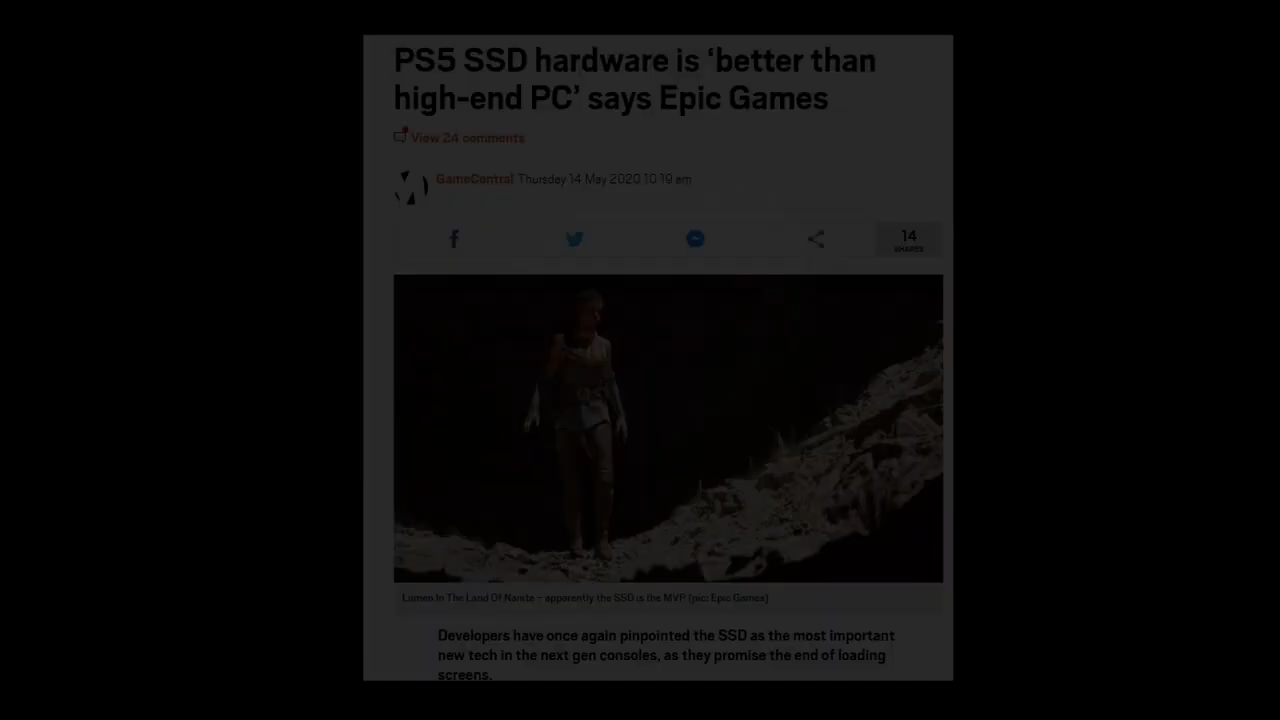 PS5 SSD hardware is ‘better than
high-end PC’ says Epic Games
View 24 comments
GameCentral Thursday 14 May 2020 10:19 am
14
SHARES
Lumen In The Land Of Nanite – apparently the SSD is the MVP (pic: Epic Games)
Developers have once again pinpointed the SSD as the most important
new tech in the next gen consoles, as they promise the end of loading
screens.